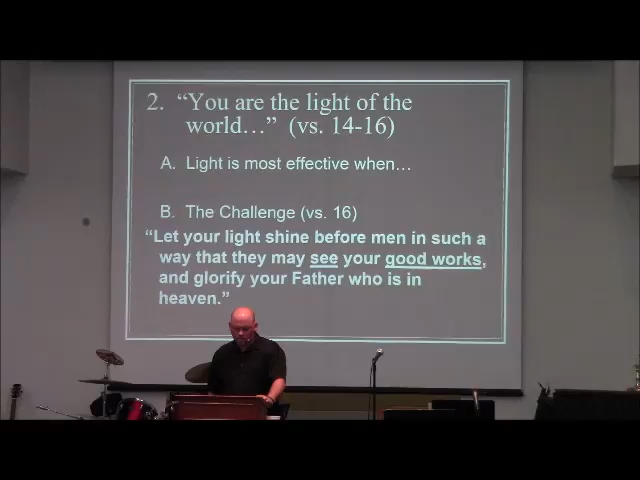 2. “You are the light of the
world…” (vs. 14-16)
A. Light is most effective when…
B. The Challenge (vs. 16)
“Let your light shine before men in such a
way that they may see your good works,
and glorify your Father who is in
heaven.”